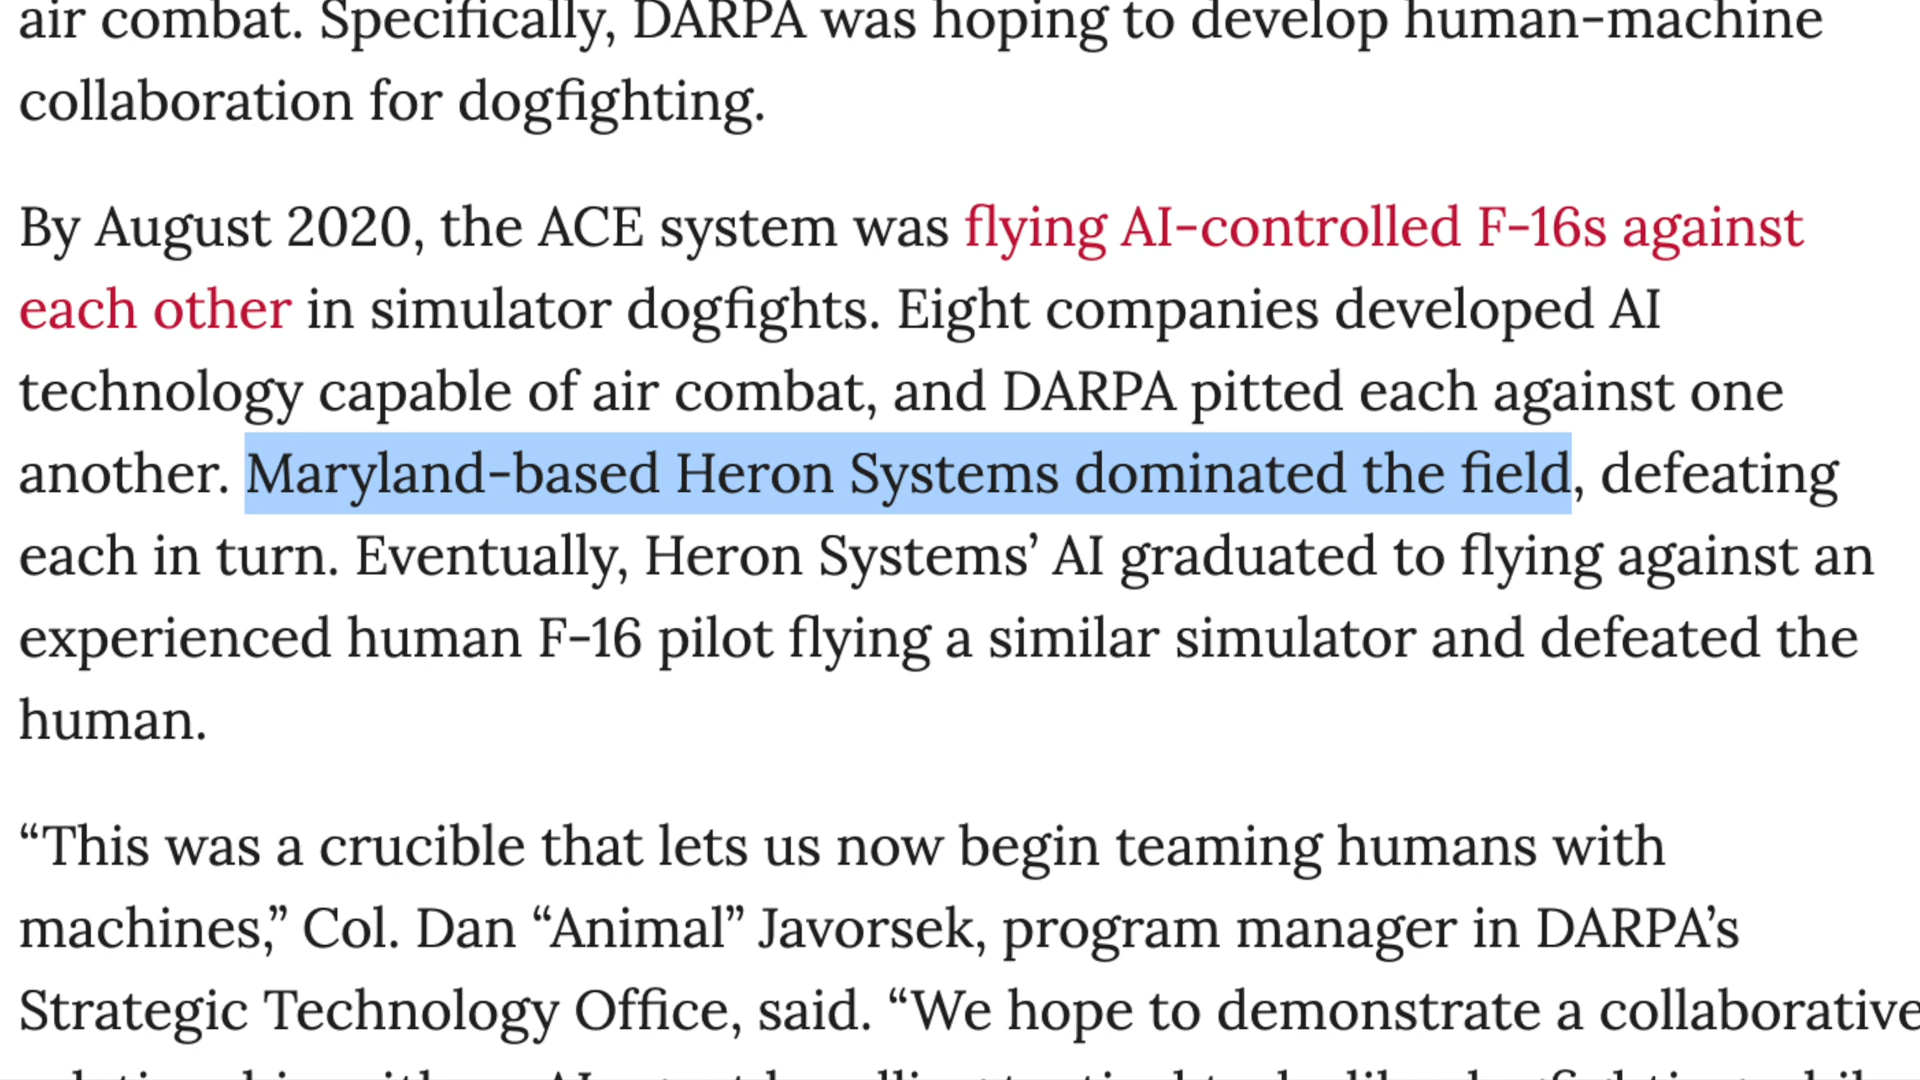 air combat. Specifically, DARPA was hoping to develop human-machine
collaboration for dogfighting.
By August 2020, the ACE system was flying AI-controlled F-16s against
each other in simulator dogfights. Eight companies developed AI
technology capable of air combat, and DARPA pitted each against one
another. Maryland-based Heron Systems dominated the field, defeating
each in turn. Eventually, Heron Systems’ AI graduated to flying against an
experienced human F-16 pilot flying a similar simulator and defeated the
human.
“This was a crucible that lets us now begin teaming humans with
machines,” Col. Dan “Animal” Javorsek, program manager in DARPA’s
Strategic Technology Office, said. “We hope to demonstrate a collaborative